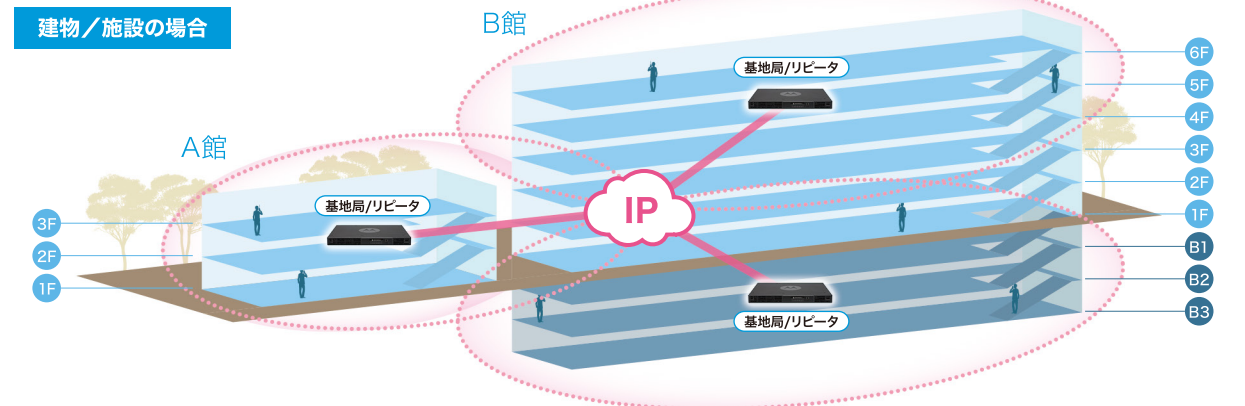 建物／施設の場合
B館
基地局/リピータ
6F
5F
4F
3F
2F
1F
B1
B2
B3
A館
基地局/リピータ
3F
2F
1F
IP
基地局/リピータ